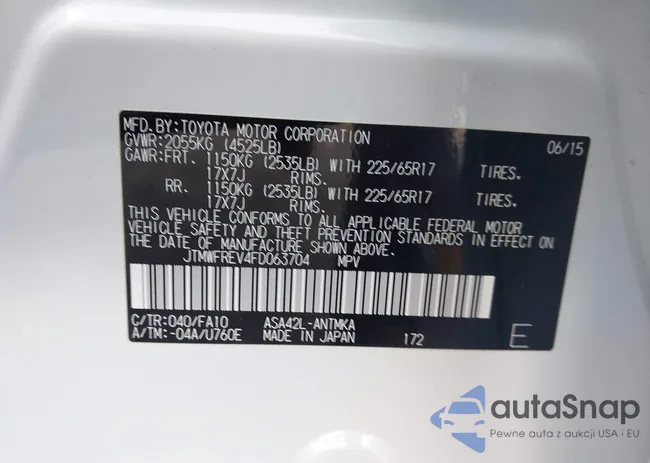 MFD.BY:TOYOTA MOTOR CORPORATION 06/15
GVWR:2055KG (4525LB)
GAWR:FRT. 1150KG (2535LB) WITH 225/65R17 TIRES.
17X7J RIMS.
RR. 1150KG (2535LB) WITH 225/65R17 TIRES.
17X7J RIMS.
THIS VEHICLE CONFORMS TO ALL APPLICABLE FEDERAL MOTOR
VEHICLE SAFETY AND THEFT PREVENTION STANDARDS IN EFFECT ON
THE DATE OF MANUFACTURE SHOWN ABOVE.
JTMWFREV4FD063704 MPV
C/TR:040/FA10 ASA42L-ANTMKA
A/TM:-04A/U760E MADE IN JAPAN 172 E
autoSnap
Pewne auta z aukcji USA i EU